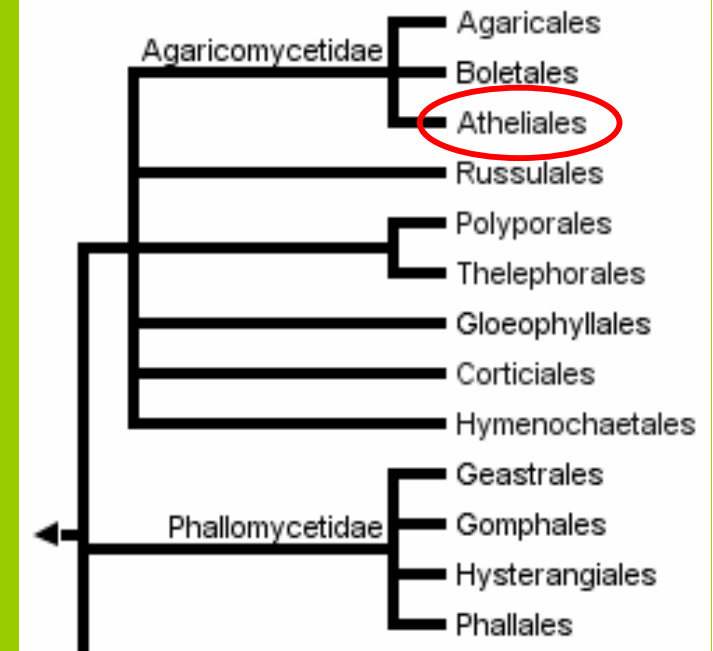 Agaricales
Agaricomycetidae
Boletales
Atheliales
Russulales
Polyporales
Thelephorales
Gloeophyllales
Corticiales
Hymenochaetales
Geastrales
Phallomycetidae
Gomphales
Hysterangiales
Phallales